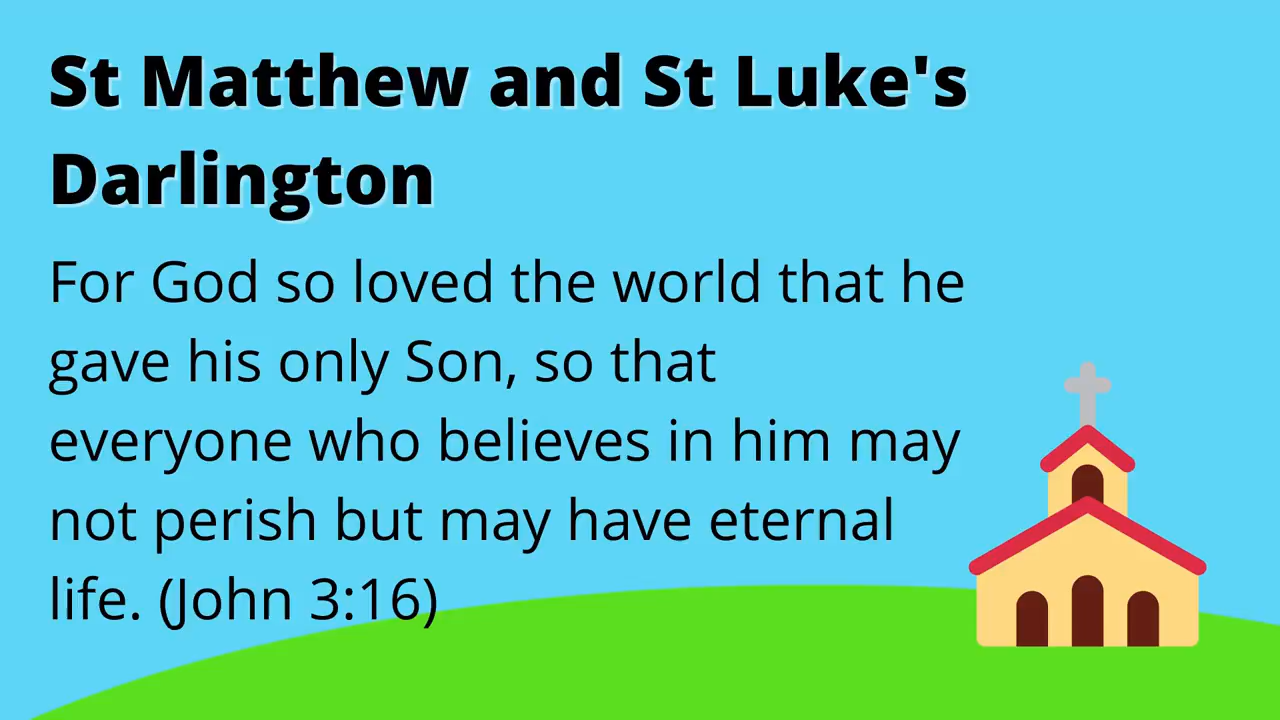 St Matthew and St Luke's
Darlington
For God so loved the world that he
gave his only Son, so that
everyone who believes in him may
not perish but may have eternal
life. (John 3:16)